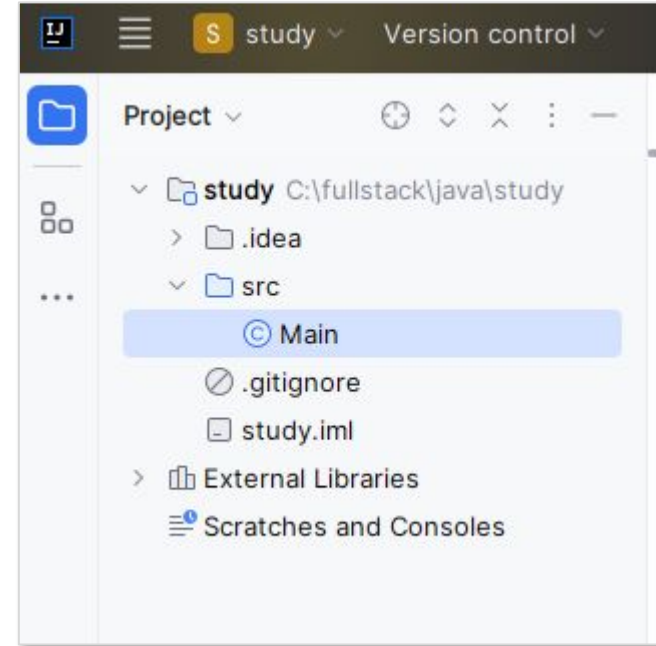 IJ S study Version control
Project
study C:\fullstack\java\study
.idea
src
C Main
.gitignore
study.iml
External Libraries
Scratches and Consoles